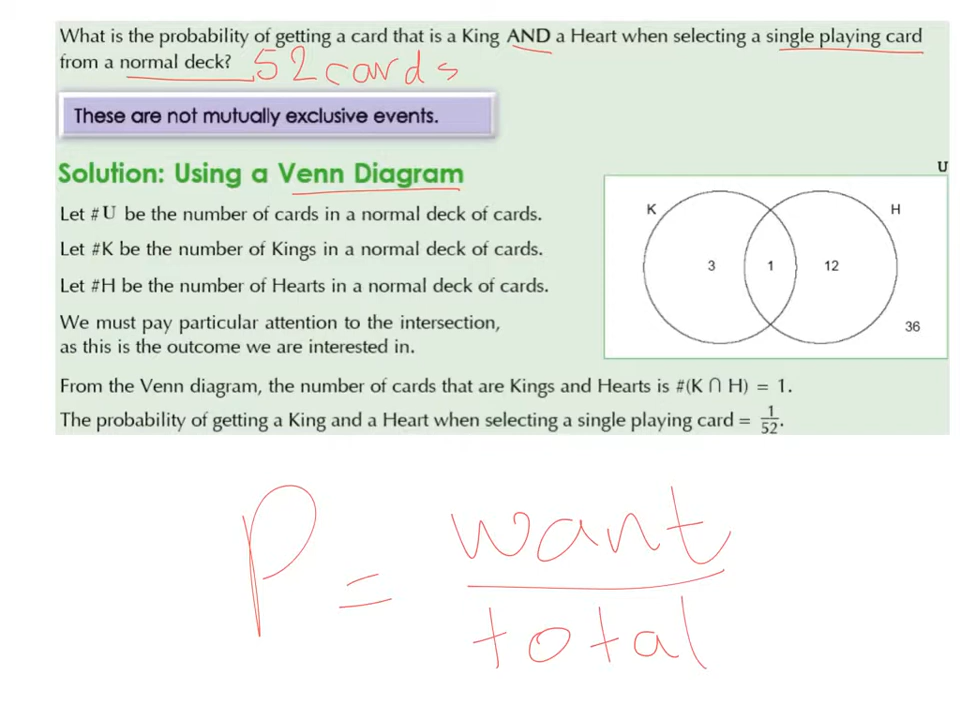 What is the probability of getting a card that is a King AND a Heart when selecting a single playing card
from a normal deck? 52 cards
These are not mutually exclusive events.
Solution: Using a Venn Diagram
Let #U be the number of cards in a normal deck of cards.
Let #K be the number of Kings in a normal deck of cards.
Let #H be the number of Hearts in a normal deck of cards.
We must pay particular attention to the intersection,
as this is the outcome we are interested in.
U
K H
3 1 12
36
From the Venn diagram, the number of cards that are Kings and Hearts is #(K ∩ H) = 1.
The probability of getting a King and a Heart when selecting a single playing card = 1/52.
P = want
total